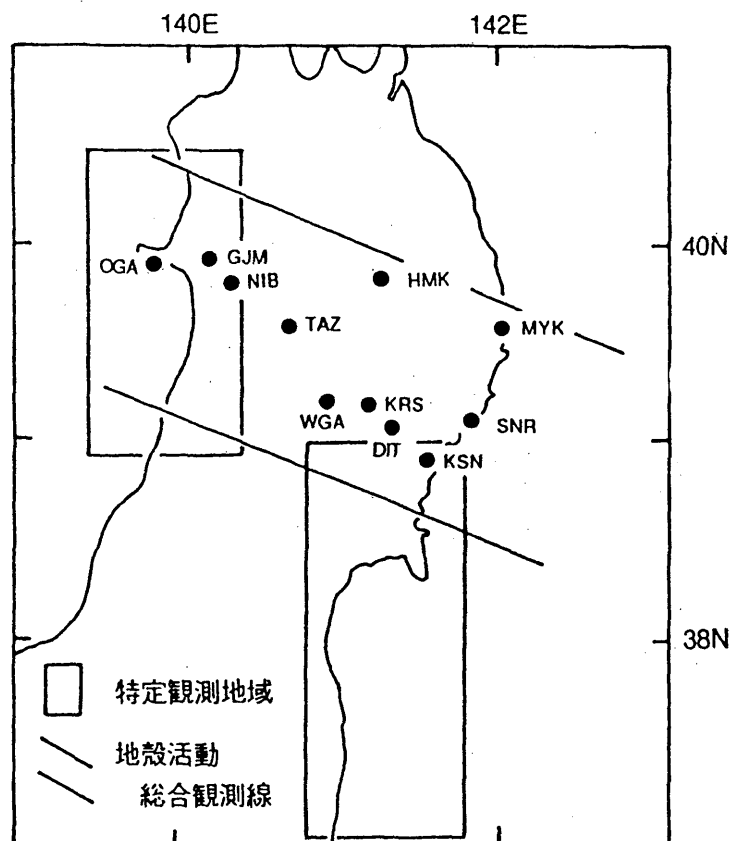 140E 142E
40N
OGA GJM
NIB
HMK
TAZ
MYK
WGA KRS
SNR
DIT
KSN
38N
特定観測地域
地殻活動
総合観測線